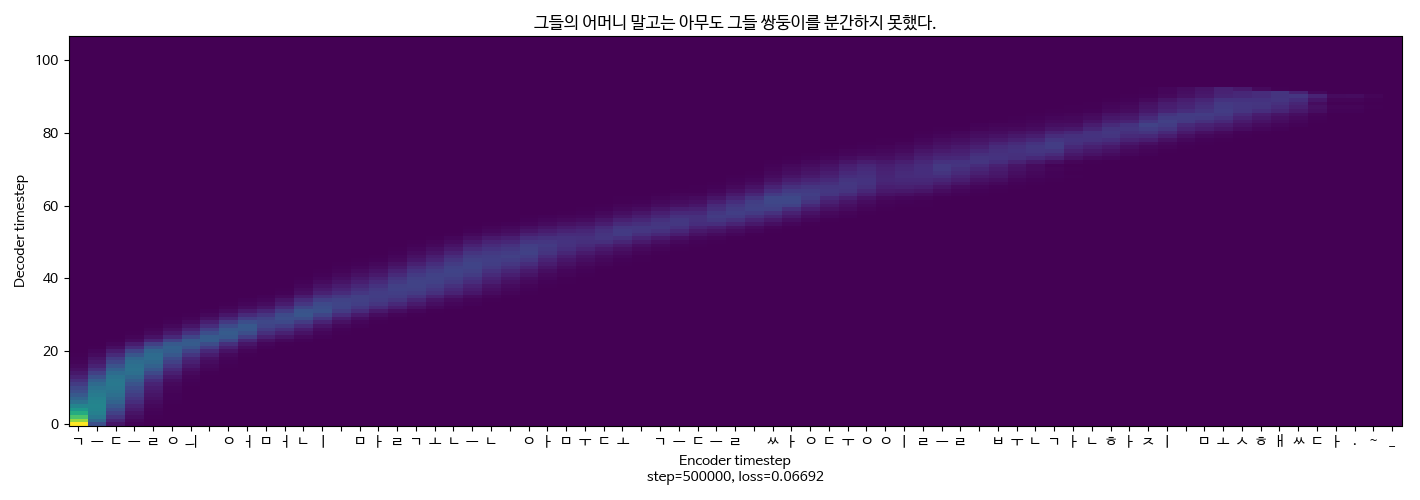 그들의 어머니 말고는 아무도 그들 쌍둥이를 분간하지 못했다.
Decoder timestep
100
80
60
40
20
0
ㄱ ㅡ ㄷ ㅡ ㄹ ㅇ ㅢ   ㅇ ㅓ ㅁ ㅓ ㄴ ㅣ   ㅁ ㅏ ㄹ ㄱ ㅗ ㄴ ㅡ ㄴ   ㅇ ㅏ ㅁ ㅜ ㄷ ㅗ   ㄱ ㅡ ㄷ ㅡ ㄹ   ㅆ ㅏ ㅇ ㄷ ㅜ ㅇ ㅇ ㅣ ㄹ ㅡ ㄹ   ㅂ ㅜ ㄴ ㄱ ㅏ ㄴ ㅎ ㅏ ㅈ ㅣ   ㅁ ㅗ ㅅ ㅎ ㅐ ㅆ ㄷ ㅏ . ~ _
Encoder timestep
step=500000, loss=0.06692